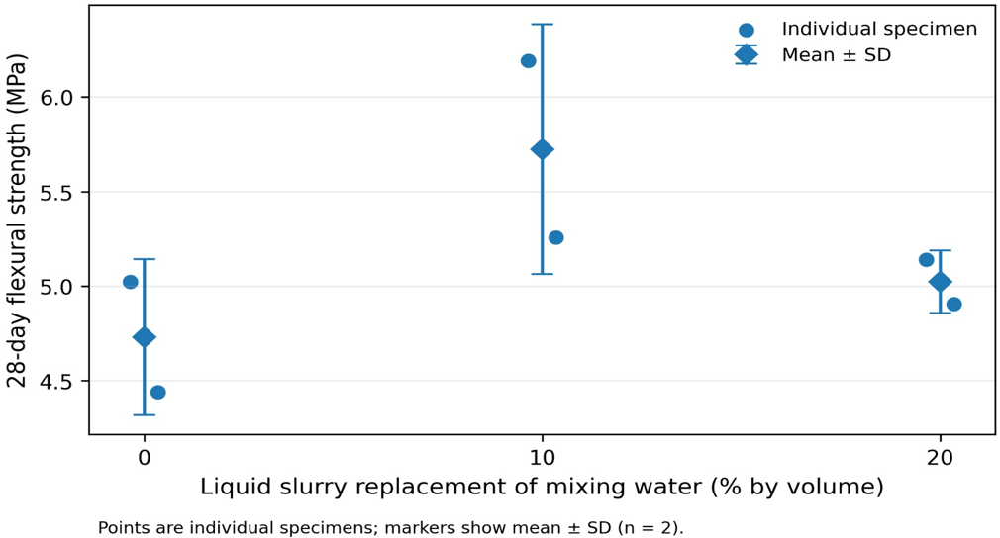 Individual specimen
Mean ± SD
28-day flexural strength (MPa)
6.0
5.5
5.0
4.5
0
10
20
Liquid slurry replacement of mixing water (% by volume)
Points are individual specimens; markers show mean ± SD (n = 2).